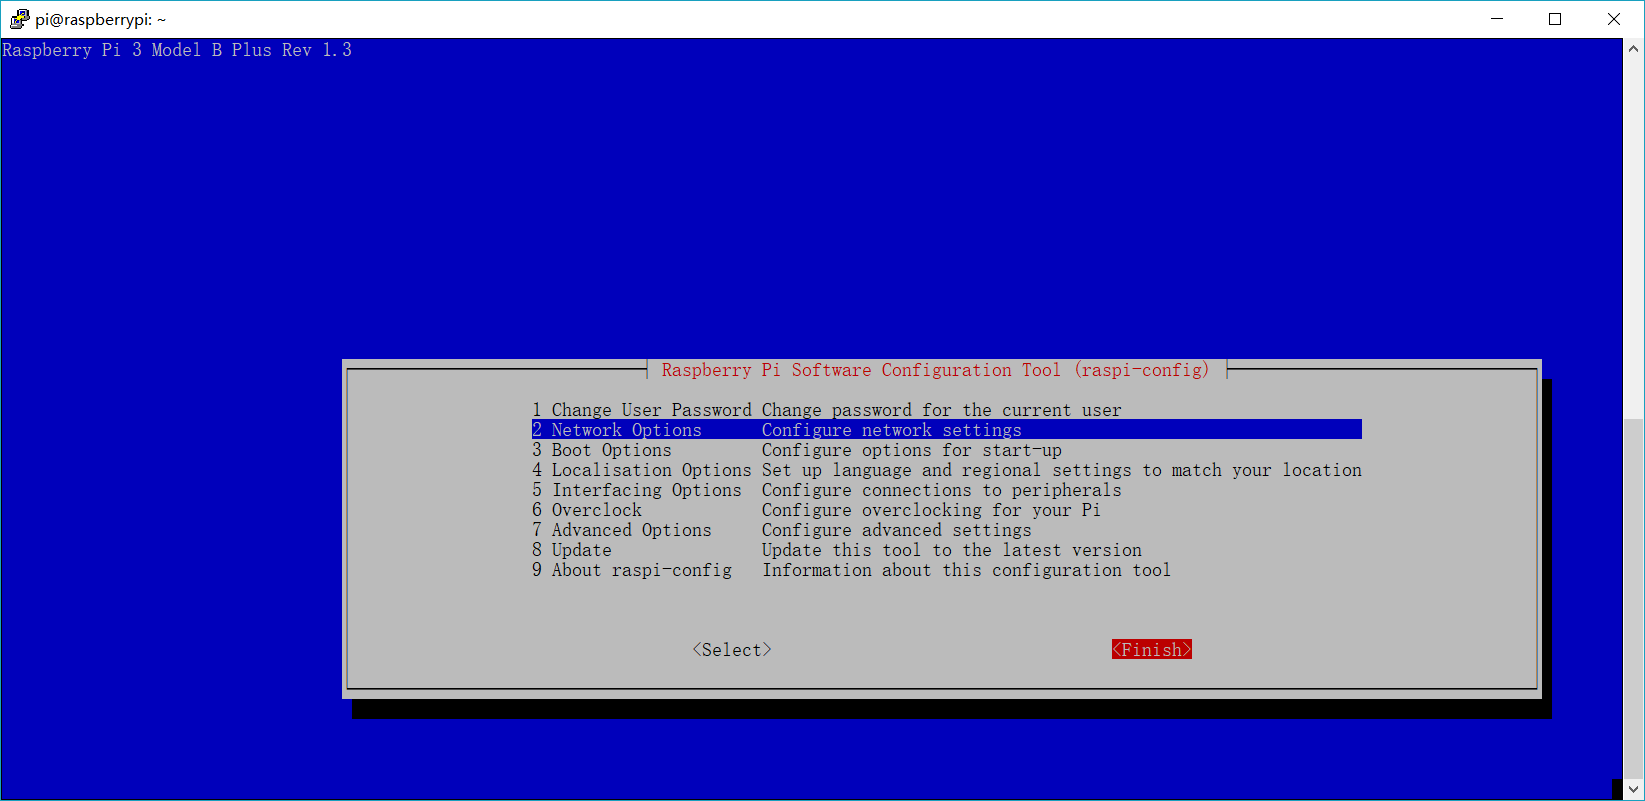 pi@raspberrypi: ~
Raspberry Pi 3 Model B Plus Rev 1.3
Raspberry Pi Software Configuration Tool (raspi-config)
1 Change User Password Change password for the current user
2 Network Options Configure network settings
3 Boot Options Configure options for start-up
4 Localisation Options Set up language and regional settings to match your location
5 Interfacing Options Configure connections to peripherals
6 Overclock Configure overclocking for your Pi
7 Advanced Options Configure advanced settings
8 Update Update this tool to the latest version
9 About raspi-config Information about this configuration tool
<Select> <Finish>